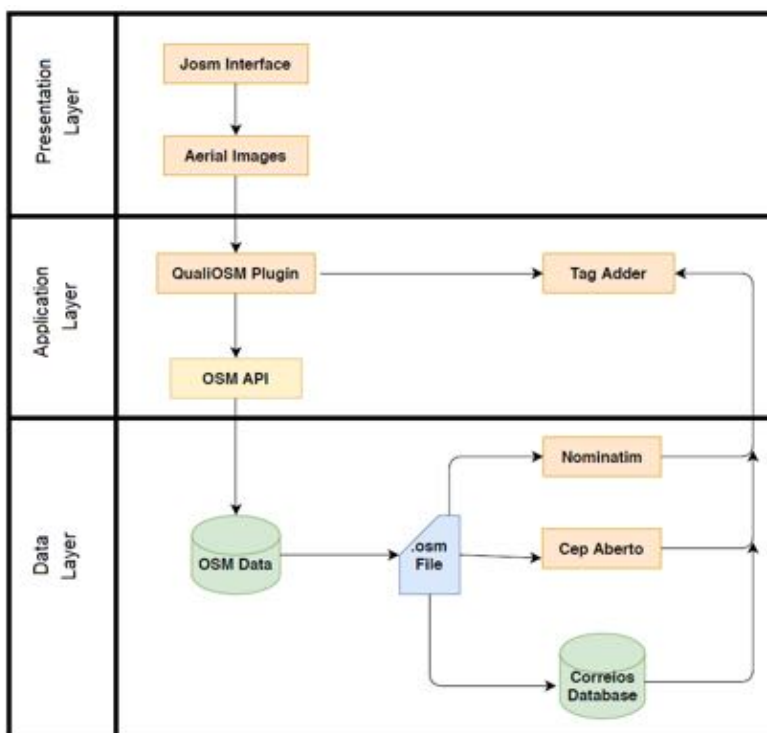 Presentation
Layer
Josm Interface
Aerial Images
Application
Layer
QualiOSM Plugin
Tag Adder
OSM API
Data
Layer
Nominatim
OSM Data
.osm
File
Cep Aberto
Correios
Database